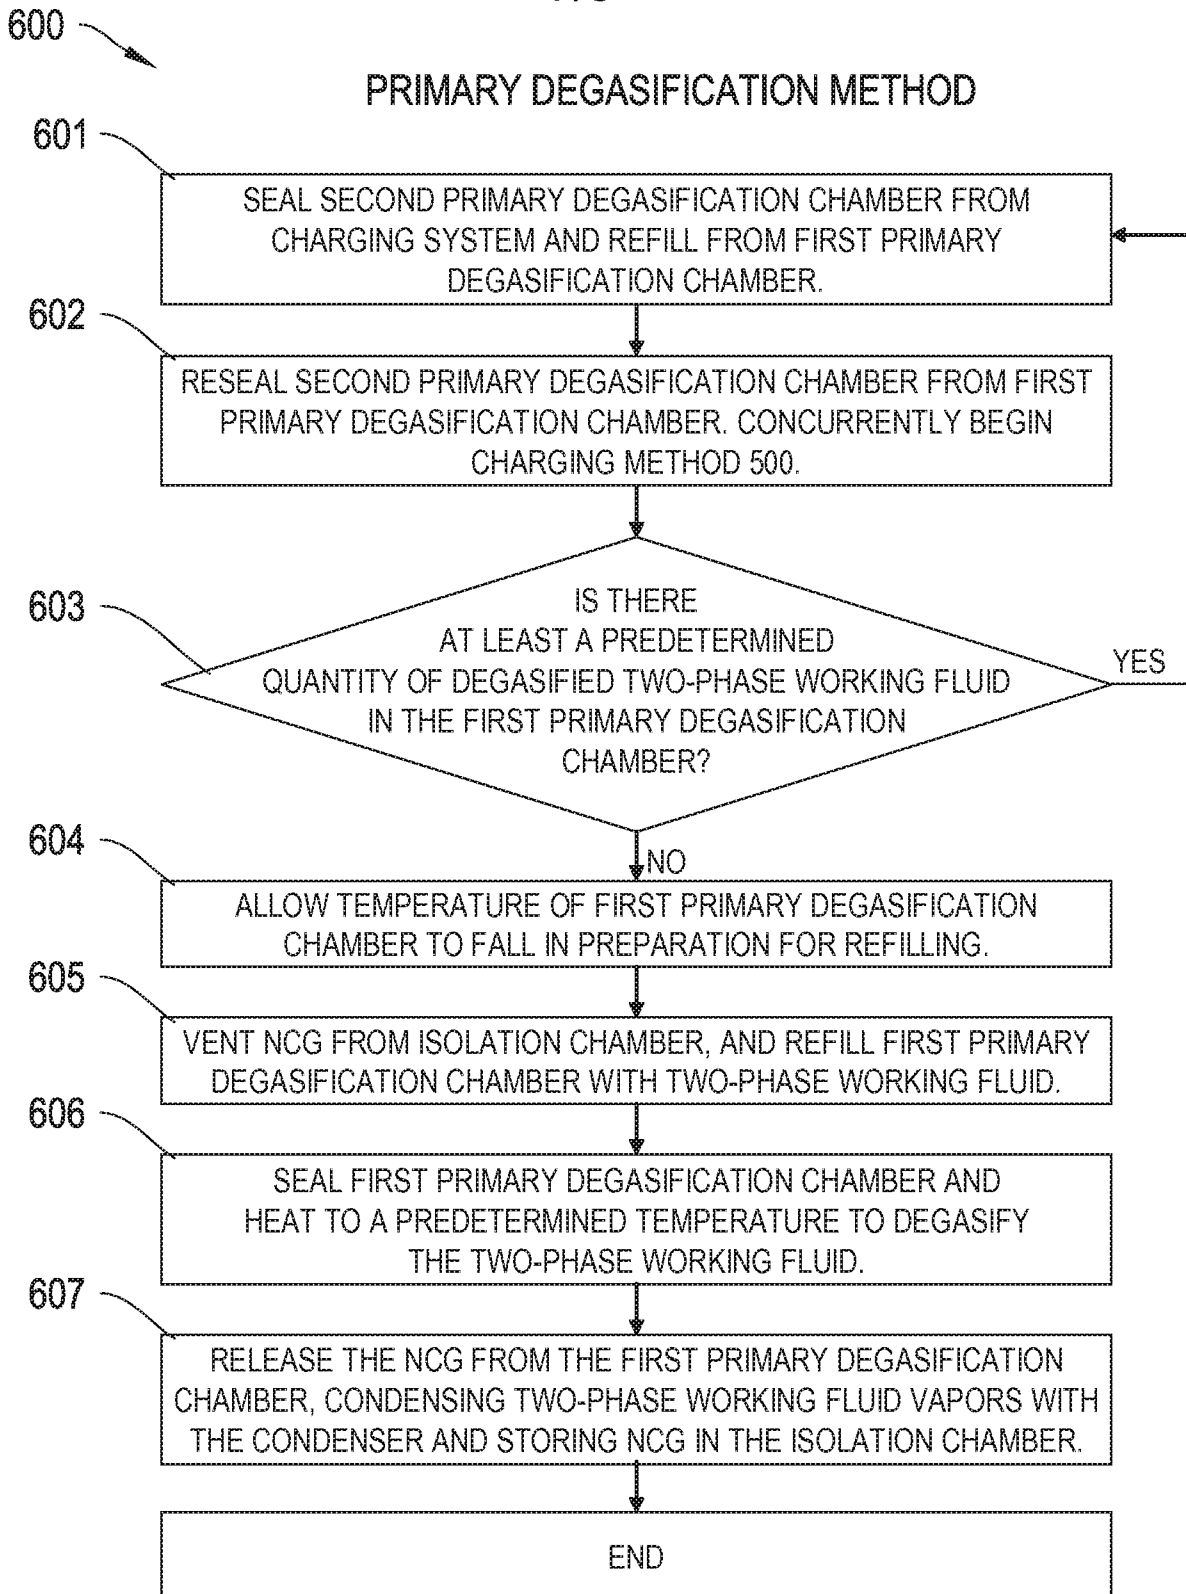 600
PRIMARY DEGASIFICATION METHOD
601
SEAL SECOND PRIMARY DEGASIFICATION CHAMBER FROM
CHARGING SYSTEM AND REFILL FROM FIRST PRIMARY
DEGASIFICATION CHAMBER.
602
RESEAL SECOND PRIMARY DEGASIFICATION CHAMBER FROM FIRST
PRIMARY DEGASIFICATION CHAMBER. CONCURRENTLY BEGIN
CHARGING METHOD 500.
603
IS THERE
AT LEAST A PREDETERMINED
QUANTITY OF DEGASIFIED TWO-PHASE WORKING FLUID
IN THE FIRST PRIMARY DEGASIFICATION
CHAMBER?
YES
NO
604
ALLOW TEMPERATURE OF FIRST PRIMARY DEGASIFICATION
CHAMBER TO FALL IN PREPARATION FOR REFILLING.
605
VENT NCG FROM ISOLATION CHAMBER, AND REFILL FIRST PRIMARY
DEGASIFICATION CHAMBER WITH TWO-PHASE WORKING FLUID.
606
SEAL FIRST PRIMARY DEGASIFICATION CHAMBER AND
HEAT TO A PREDETERMINED TEMPERATURE TO DEGASIFY
THE TWO-PHASE WORKING FLUID.
607
RELEASE THE NCG FROM THE FIRST PRIMARY DEGASIFICATION
CHAMBER, CONDENSING TWO-PHASE WORKING FLUID VAPORS WITH
THE CONDENSER AND STORING NCG IN THE ISOLATION CHAMBER.
END